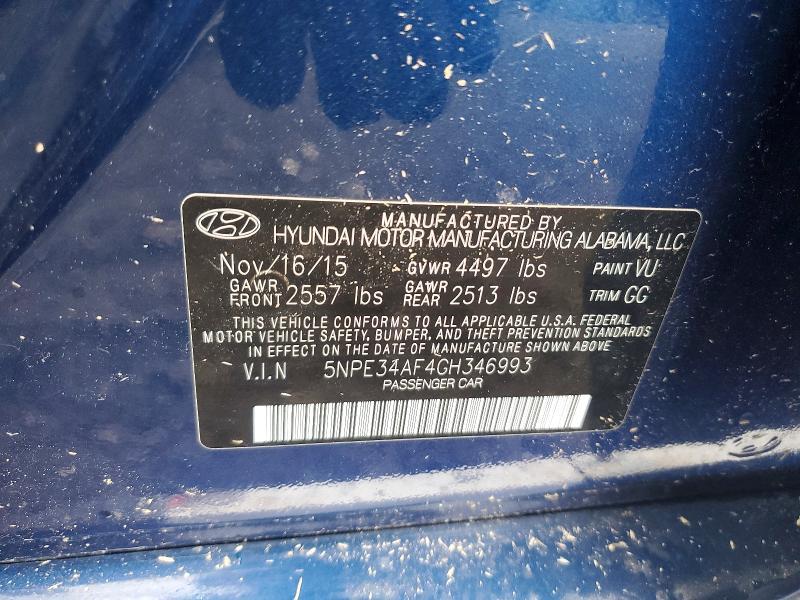 MANUFACTURED BY
HYUNDAI MOTOR MANUFACTURING ALABAMA, LLC
Nov/16/15 GVWR 4497 lbs PAINT VU
GAWR FRONT 2557 lbs GAWR REAR 2513 lbs TRIM GG
THIS VEHICLE CONFORMS TO ALL APPLICABLE U.S.A. FEDERAL
MOTOR VEHICLE SAFETY, BUMPER, AND THEFT PREVENTION STANDARDS
IN EFFECT ON THE DATE OF MANUFACTURE SHOWN ABOVE
V.I.N 5NPE34AF4GH346993
PASSENGER CAR